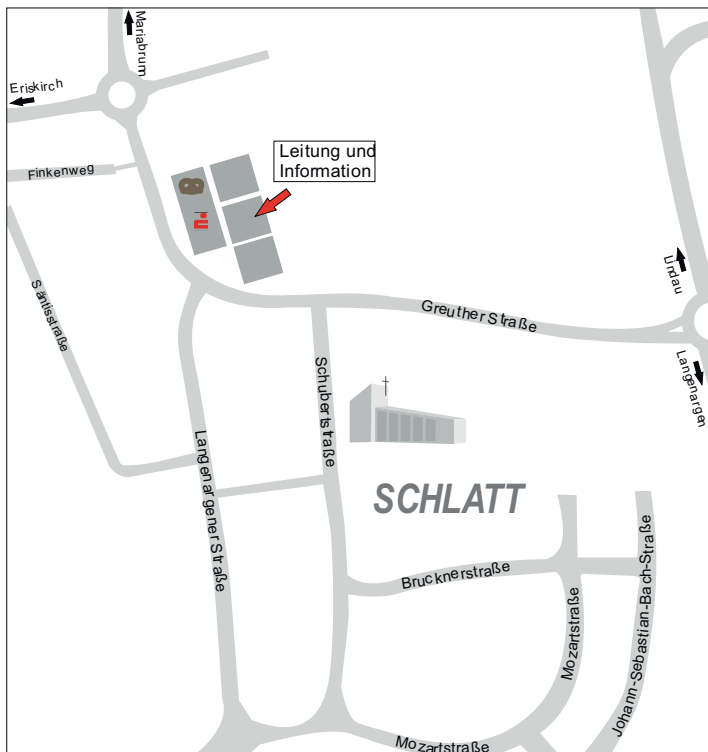 Mariabrunn
Eriskirch
Finkenweg
Leitung und
Information
Säntisstraße
Lindau
Greuther Straße
Langenargen
Schubertstraße
Langenargener Straße
SCHLATT
Brucknerstraße
Mozartstraße
Johann-Sebastian-Bach-Straße
Mozartstraße